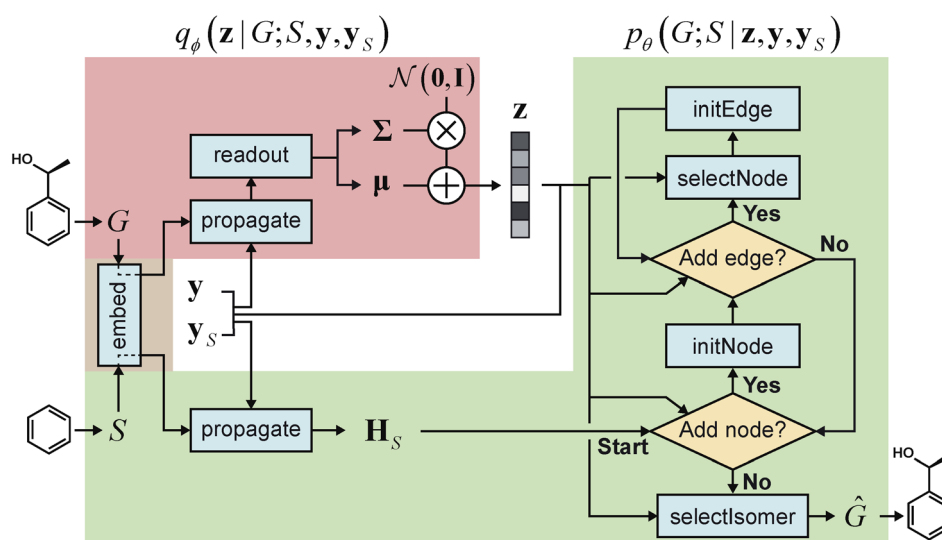 q_ϕ(z | G; S, y, y_S)
p_θ(G; S | z, y, y_S)
N(0, I)
z
initEdge
Σ
readout
μ
selectNode
HO
G
propagate
Yes
Add edge?
No
embed
y
y_S
initNode
Yes
S
propagate
H_S
Start
Add node?
No
selectIsomer
Ĝ
HO